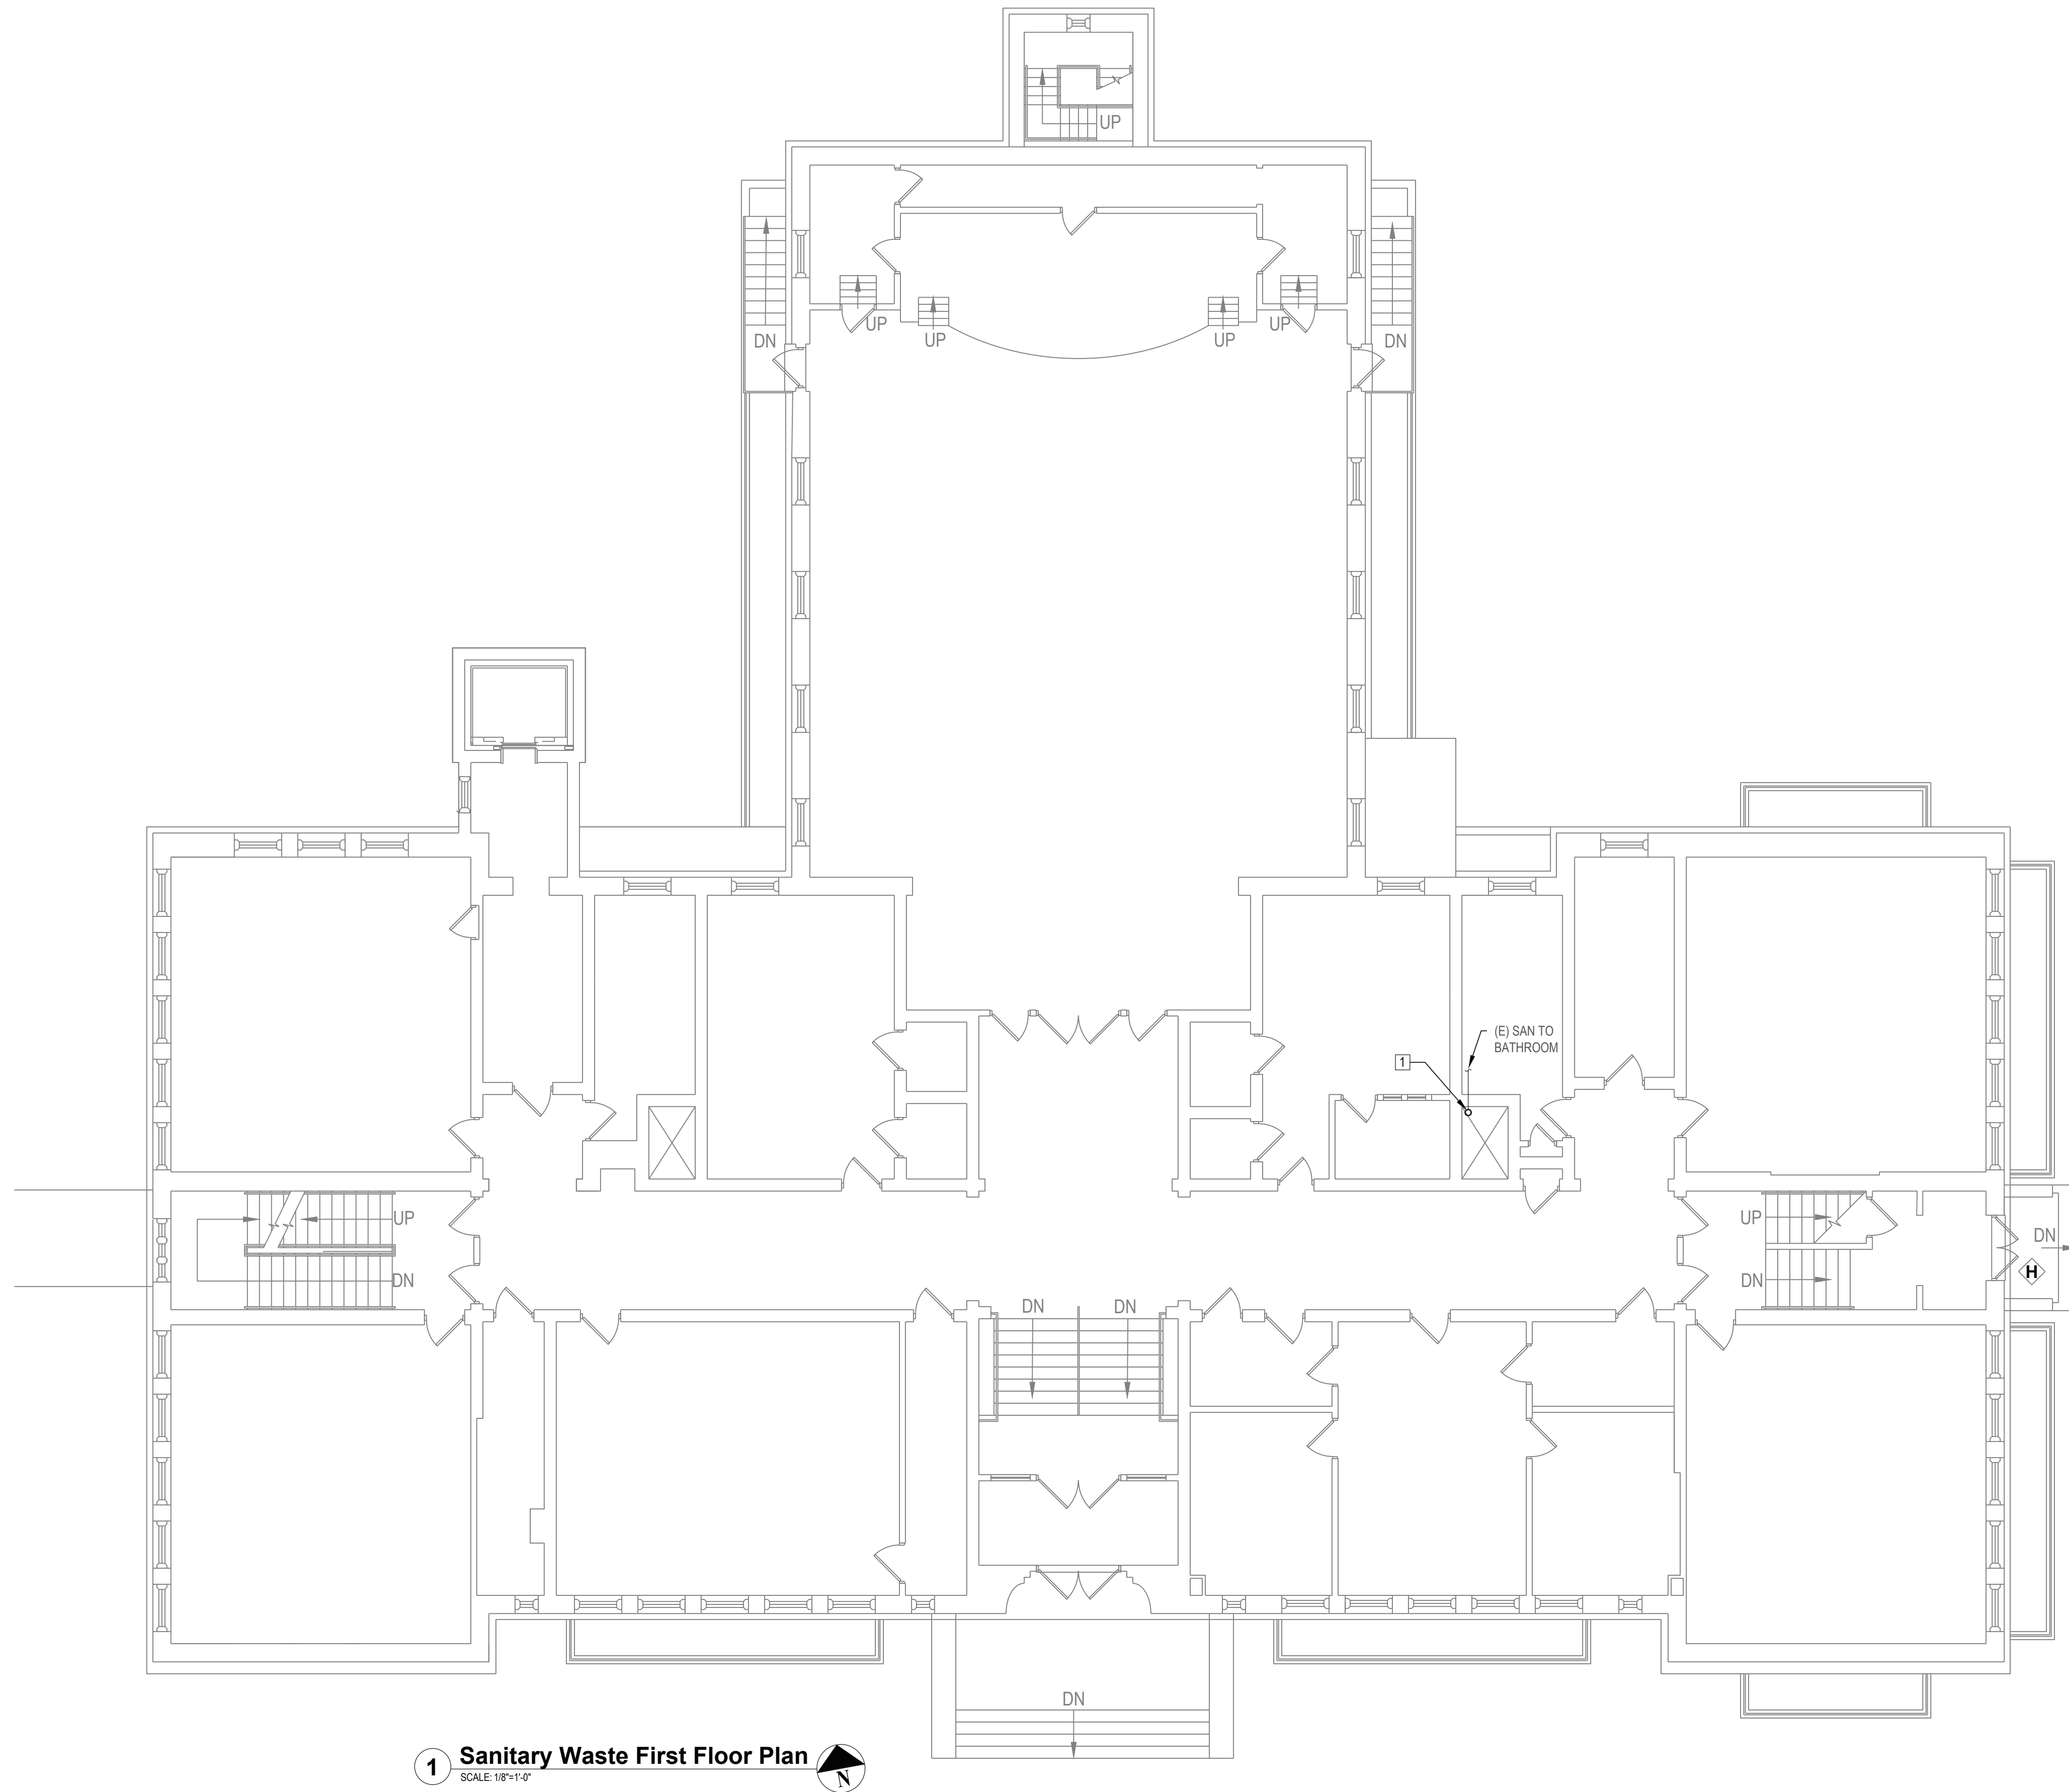 UP
UP
UP
UP
UP
DN
DN
(E) SAN TO
BATHROOM
1
UP
DN
UP
DN
DN
H
DN
DN
DN
1
Sanitary Waste First Floor Plan
SCALE: 1/8"=1'-0"
N